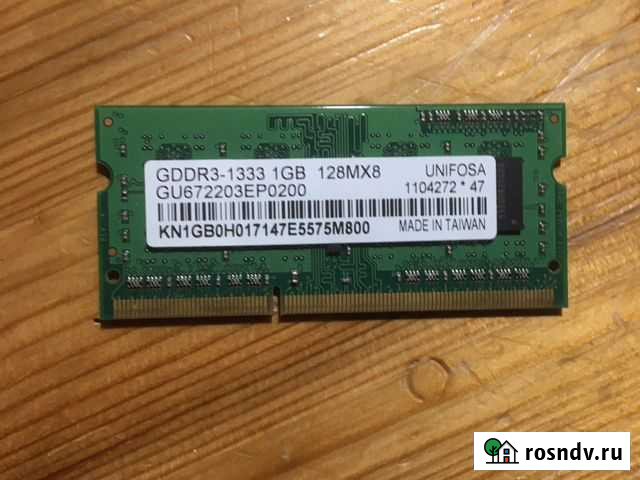 GDDR3-1333 1GB 128MX8 UNIFOSA
GU672203EP0200 1104272 * 47
KN1GB0H017147E5575M800 MADE IN TAIWAN
rosndv.ru